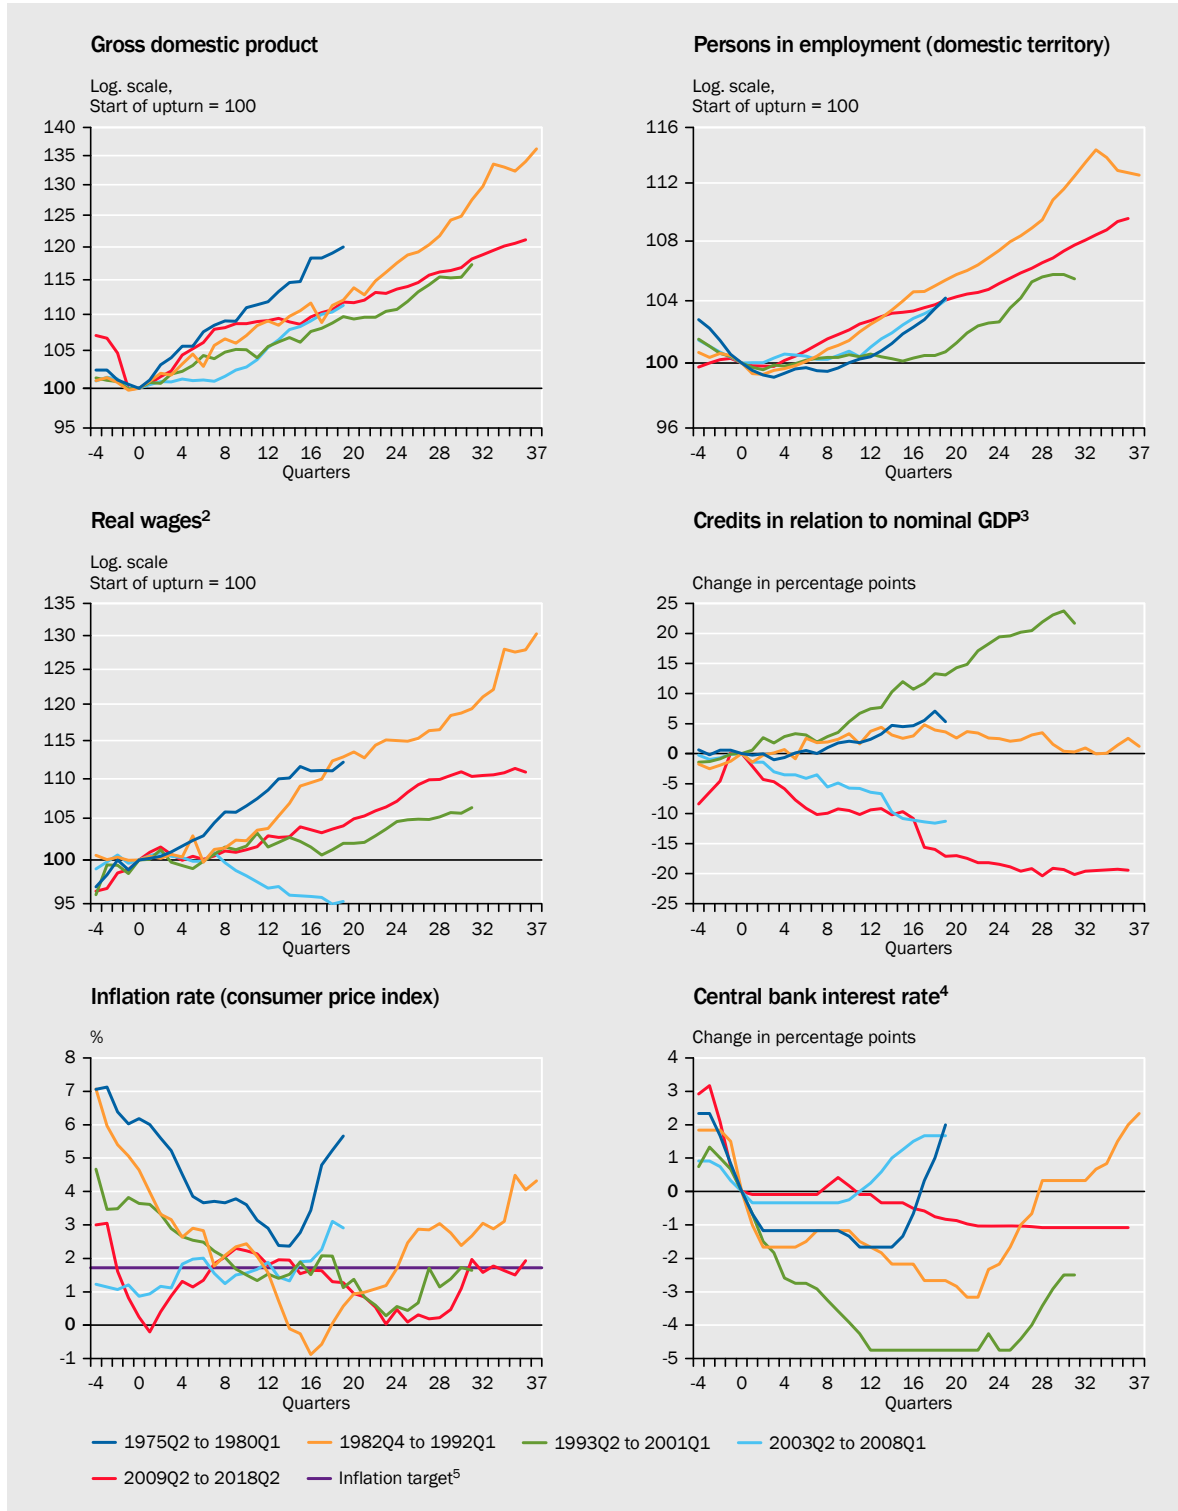 Gross domestic product
Log. scale,
Start of upturn = 100
140
135
130
125
120
115
110
105
100
95
-4 0 4 8 12 16 20 24 28 32 37
Quarters
Persons in employment (domestic territory)
Log. scale,
Start of upturn = 100
116
112
108
104
100
96
-4 0 4 8 12 16 20 24 28 32 37
Quarters
Real wages²
Log. scale
Start of upturn = 100
135
130
125
120
115
110
105
100
95
-4 0 4 8 12 16 20 24 28 32 37
Quarters
Credits in relation to nominal GDP³
Change in percentage points
25
20
15
10
5
0
-5
-10
-15
-20
-25
-4 0 4 8 12 16 20 24 28 32 37
Quarters
Inflation rate (consumer price index)
%
8
7
6
5
4
3
2
1
0
-1
-4 0 4 8 12 16 20 24 28 32 37
Quarters
Central bank interest rate⁴
Change in percentage points
4
3
2
1
0
-1
-2
-3
-4
-5
-4 0 4 8 12 16 20 24 28 32 37
Quarters
1975Q2 to 1980Q1 1982Q4 to 1992Q1 1993Q2 to 2001Q1 2003Q2 to 2008Q1
2009Q2 to 2018Q2 Inflation target⁵